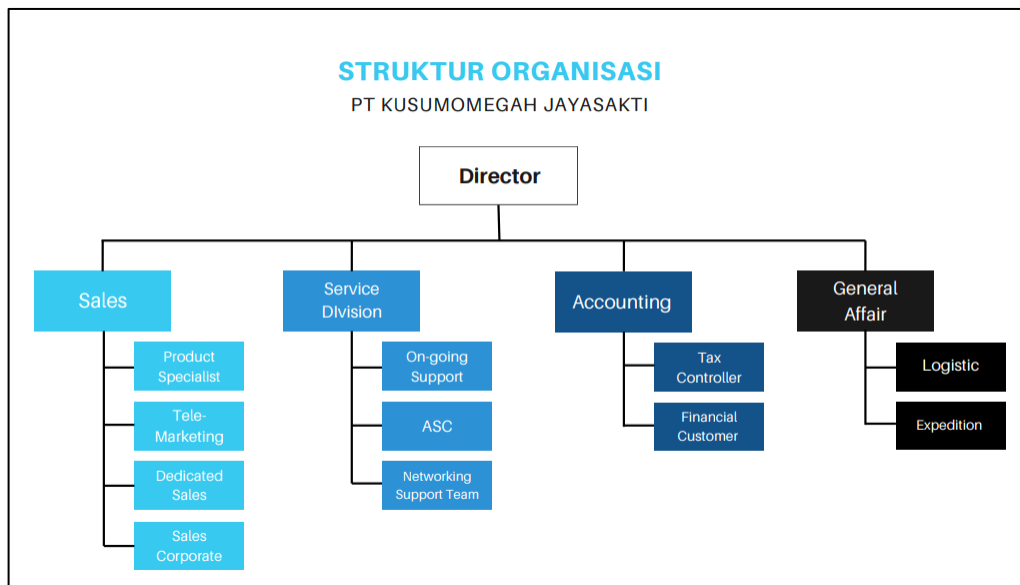 STRUKTUR ORGANISASI
PT KUSUMOMEGAH JAYASAKTI
Director
Sales
Product
Specialist
Tele-
Marketing
Dedicated
Sales
Sales
Corporate
Service
DIvision
On-going
Support
ASC
Networking
Support Team
Accounting
Tax
Controller
Financial
Customer
General
Affair
Logistic
Expedition